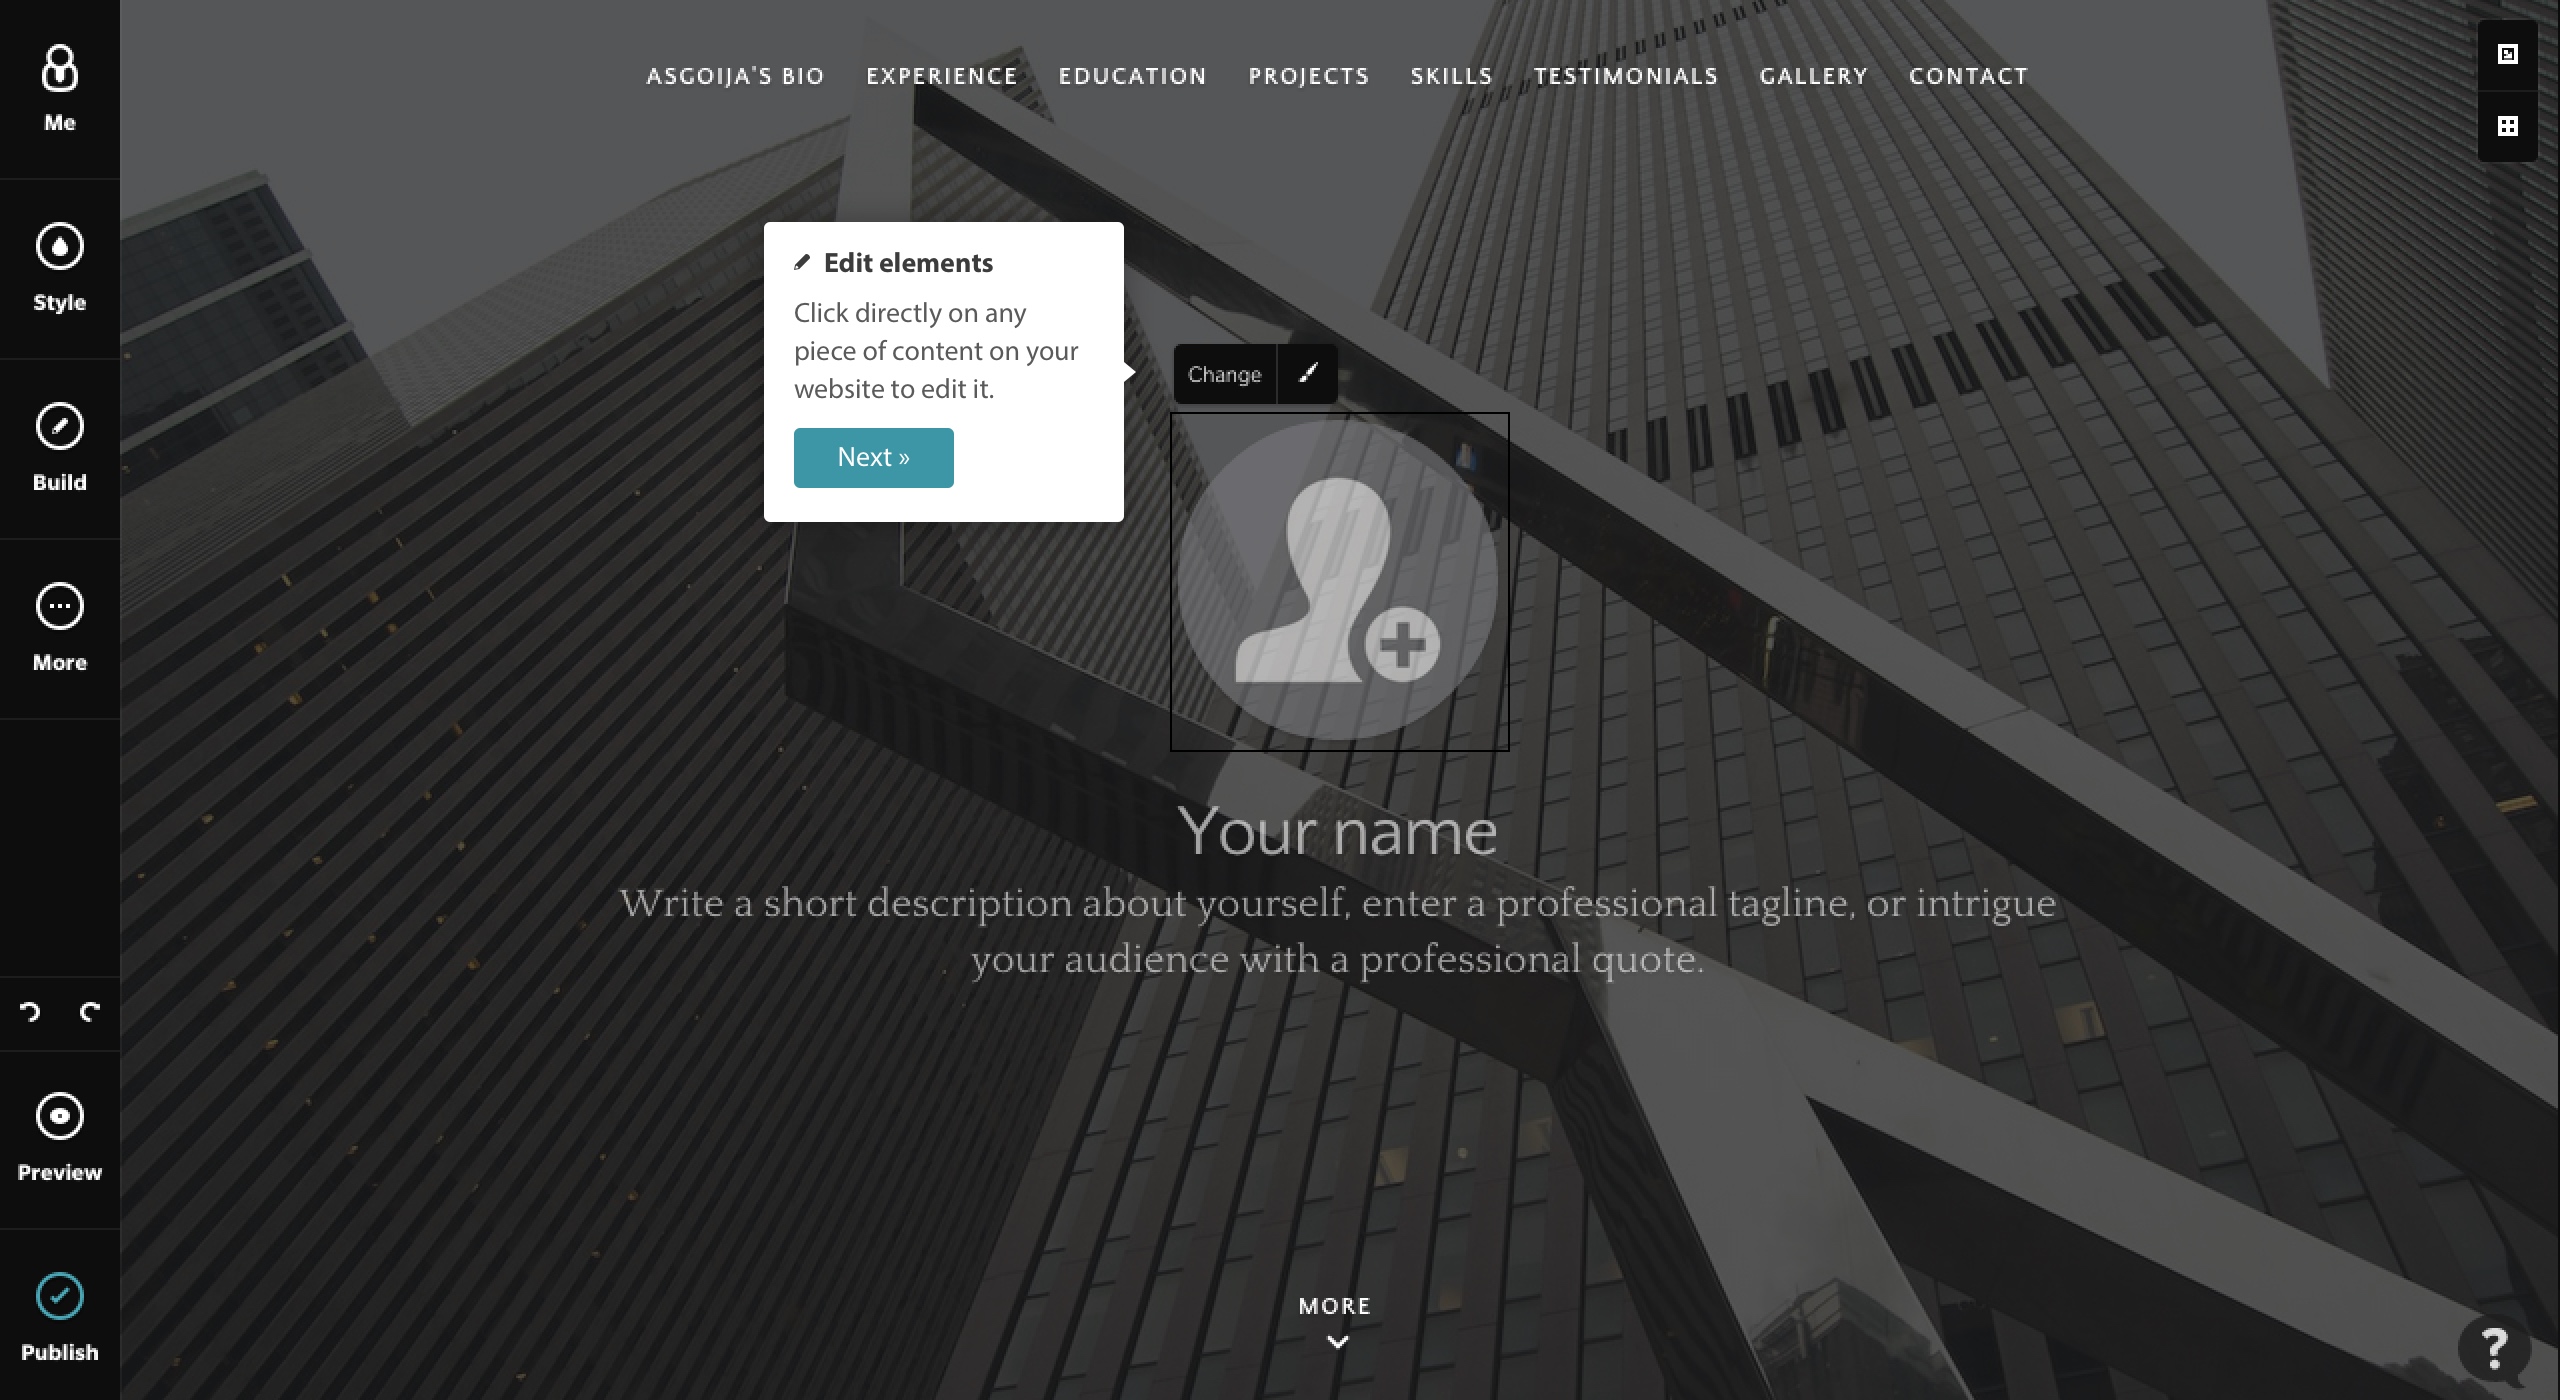 Me
Style
Build
More
Preview
Publish
ASGOIJA'S BIO EXPERIENCE EDUCATION PROJECTS SKILLS TESTIMONIALS GALLERY CONTACT
Edit elements
Click directly on any
piece of content on your
website to edit it.
Next »
Change
Your name
Write a short description about yourself, enter a professional tagline, or intrigue
your audience with a professional quote.
MORE
?